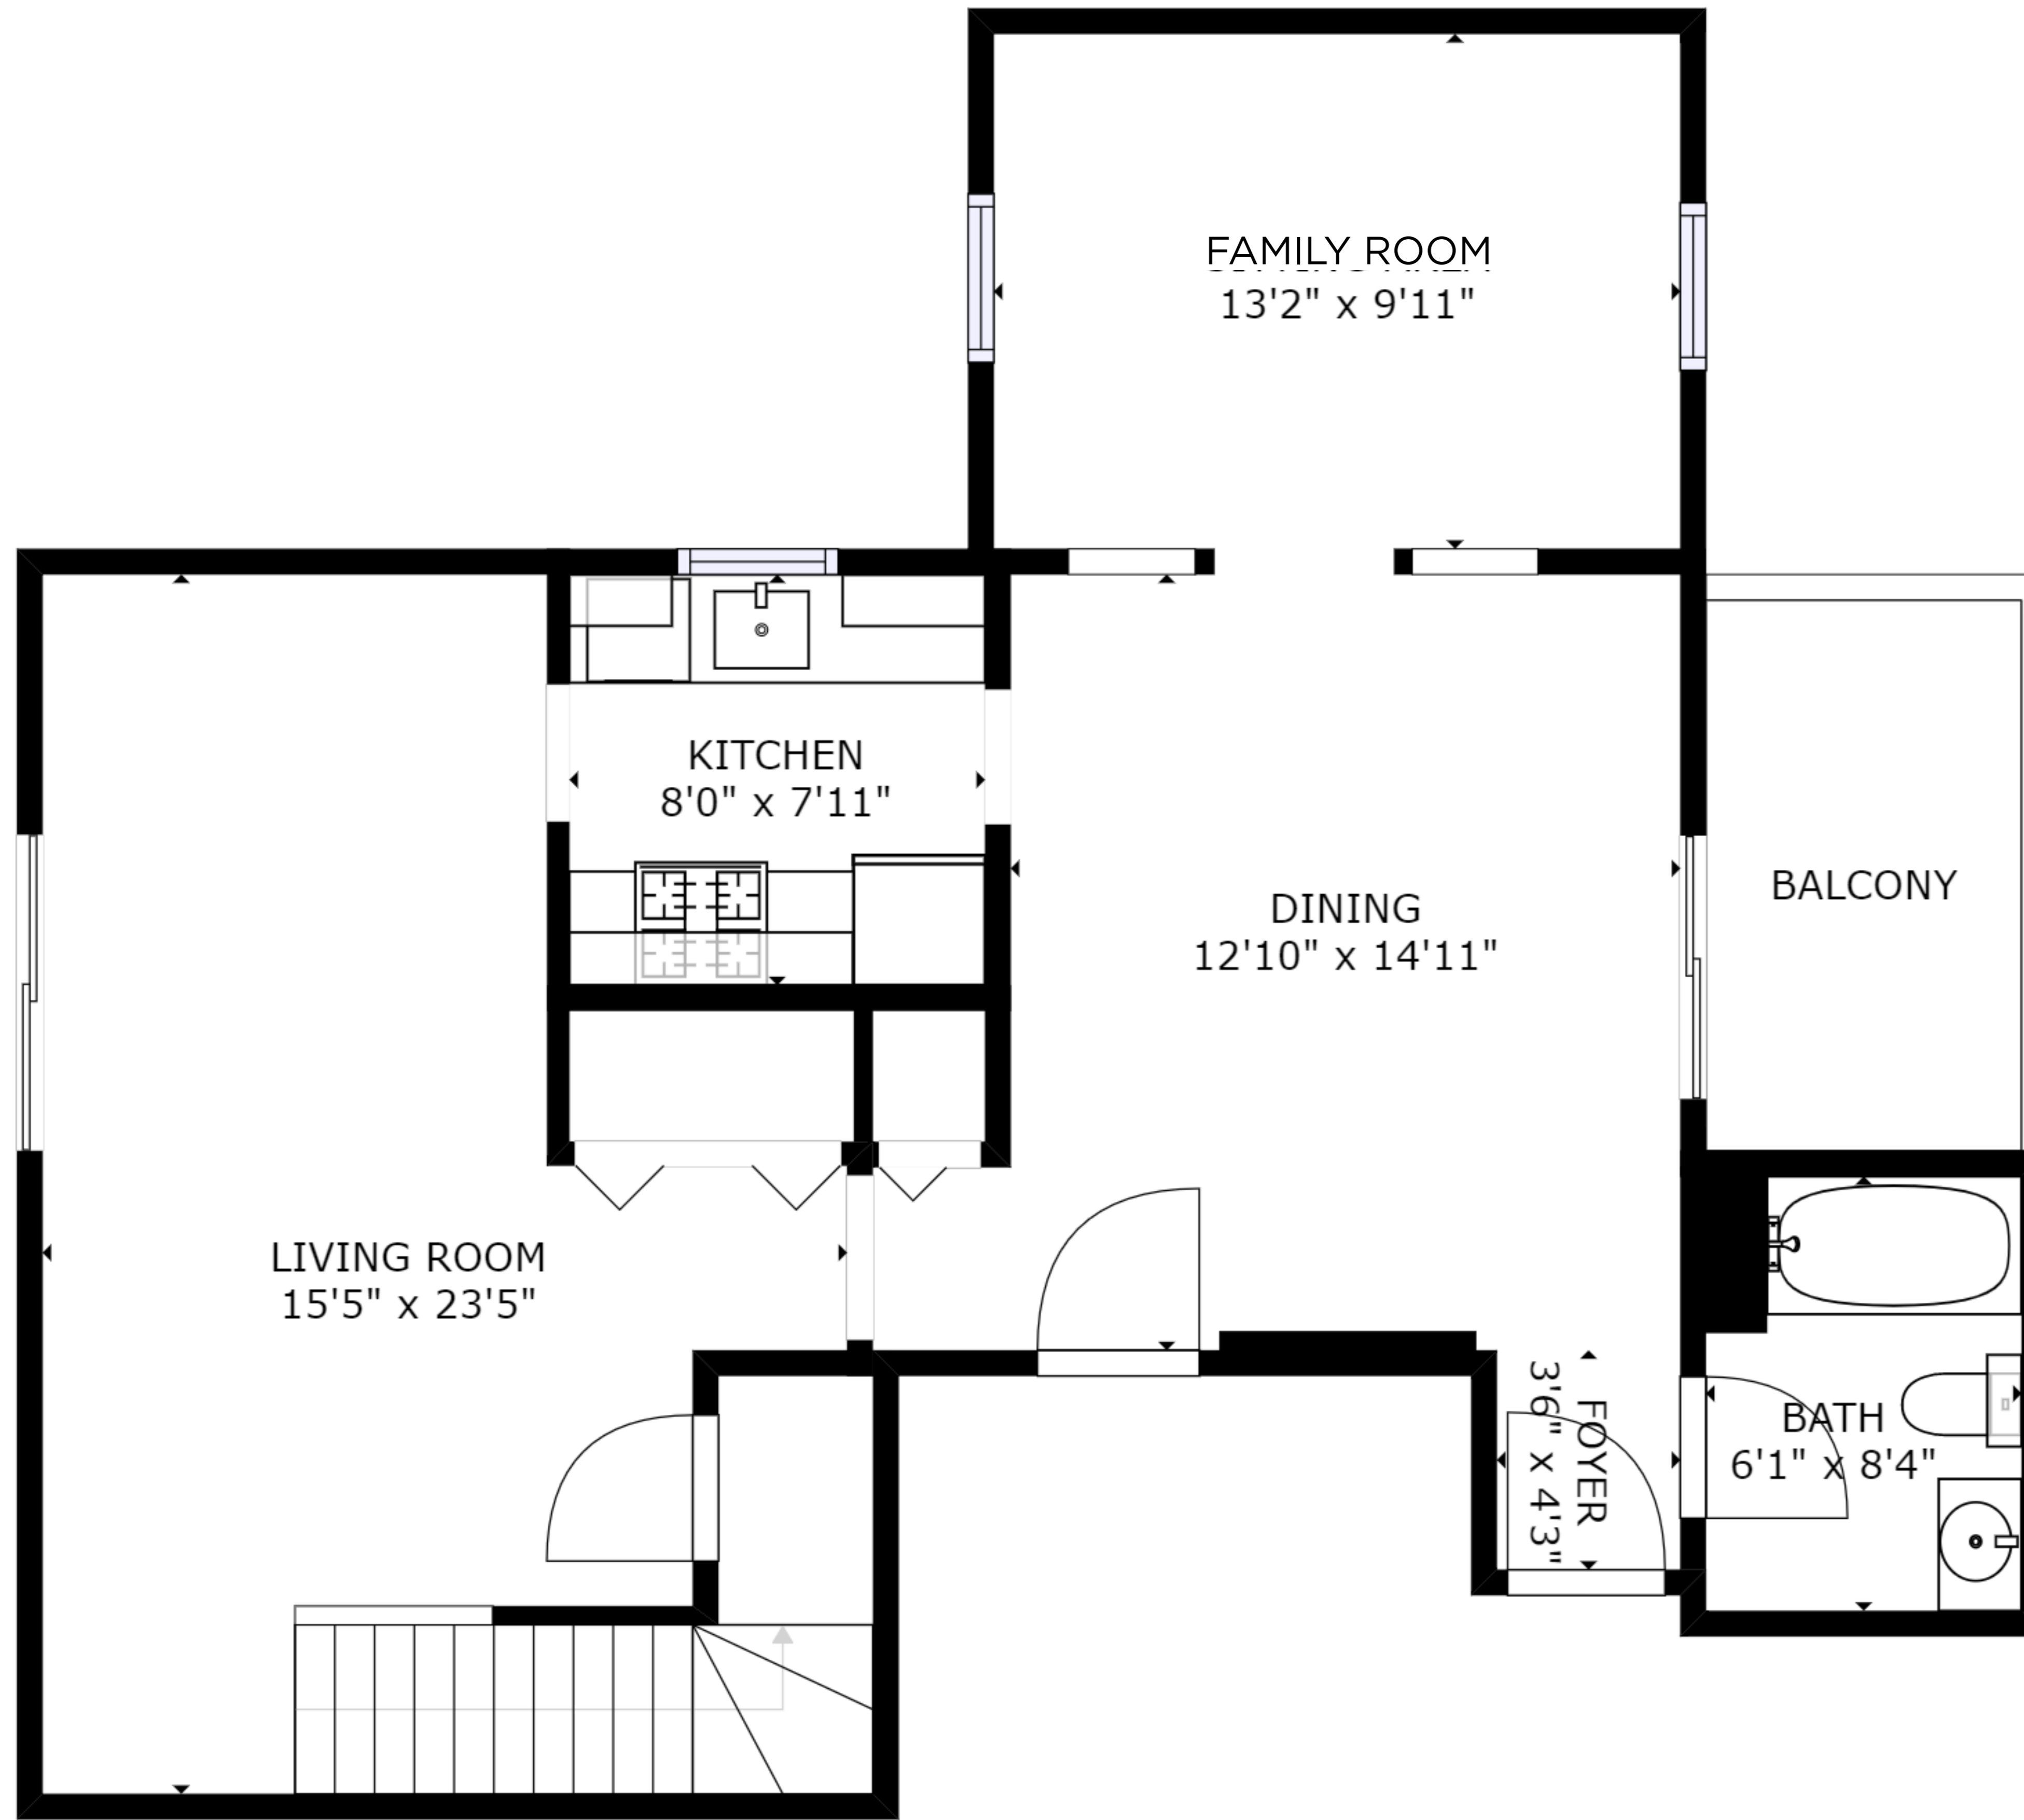 FAMILY ROOM
13'2" x 9'11"
KITCHEN
8'0" x 7'11"
BALCONY
DINING
12'10" x 14'11"
LIVING ROOM
15'5" x 23'5"
FOYER
3'6" x 4'3"
BATH
6'1" x 8'4"